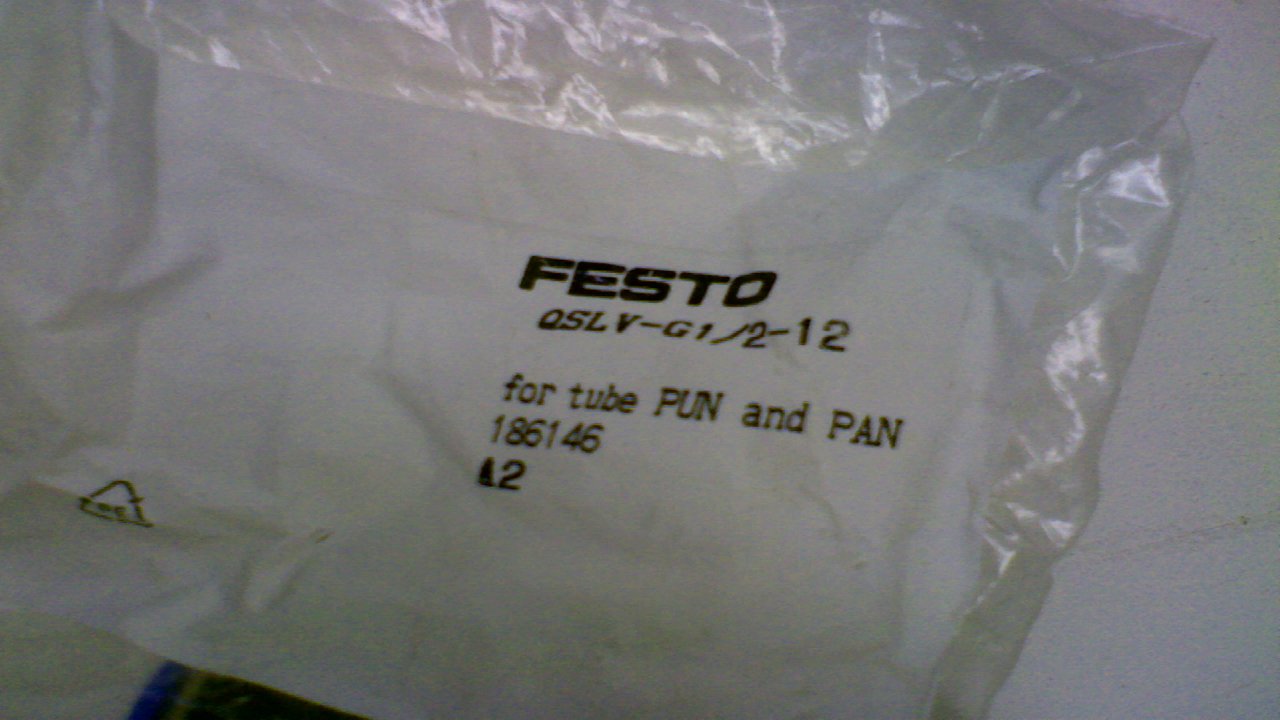 FESTO
QSLV-G1/2-12
for tube PUN and PAN
186146
A2